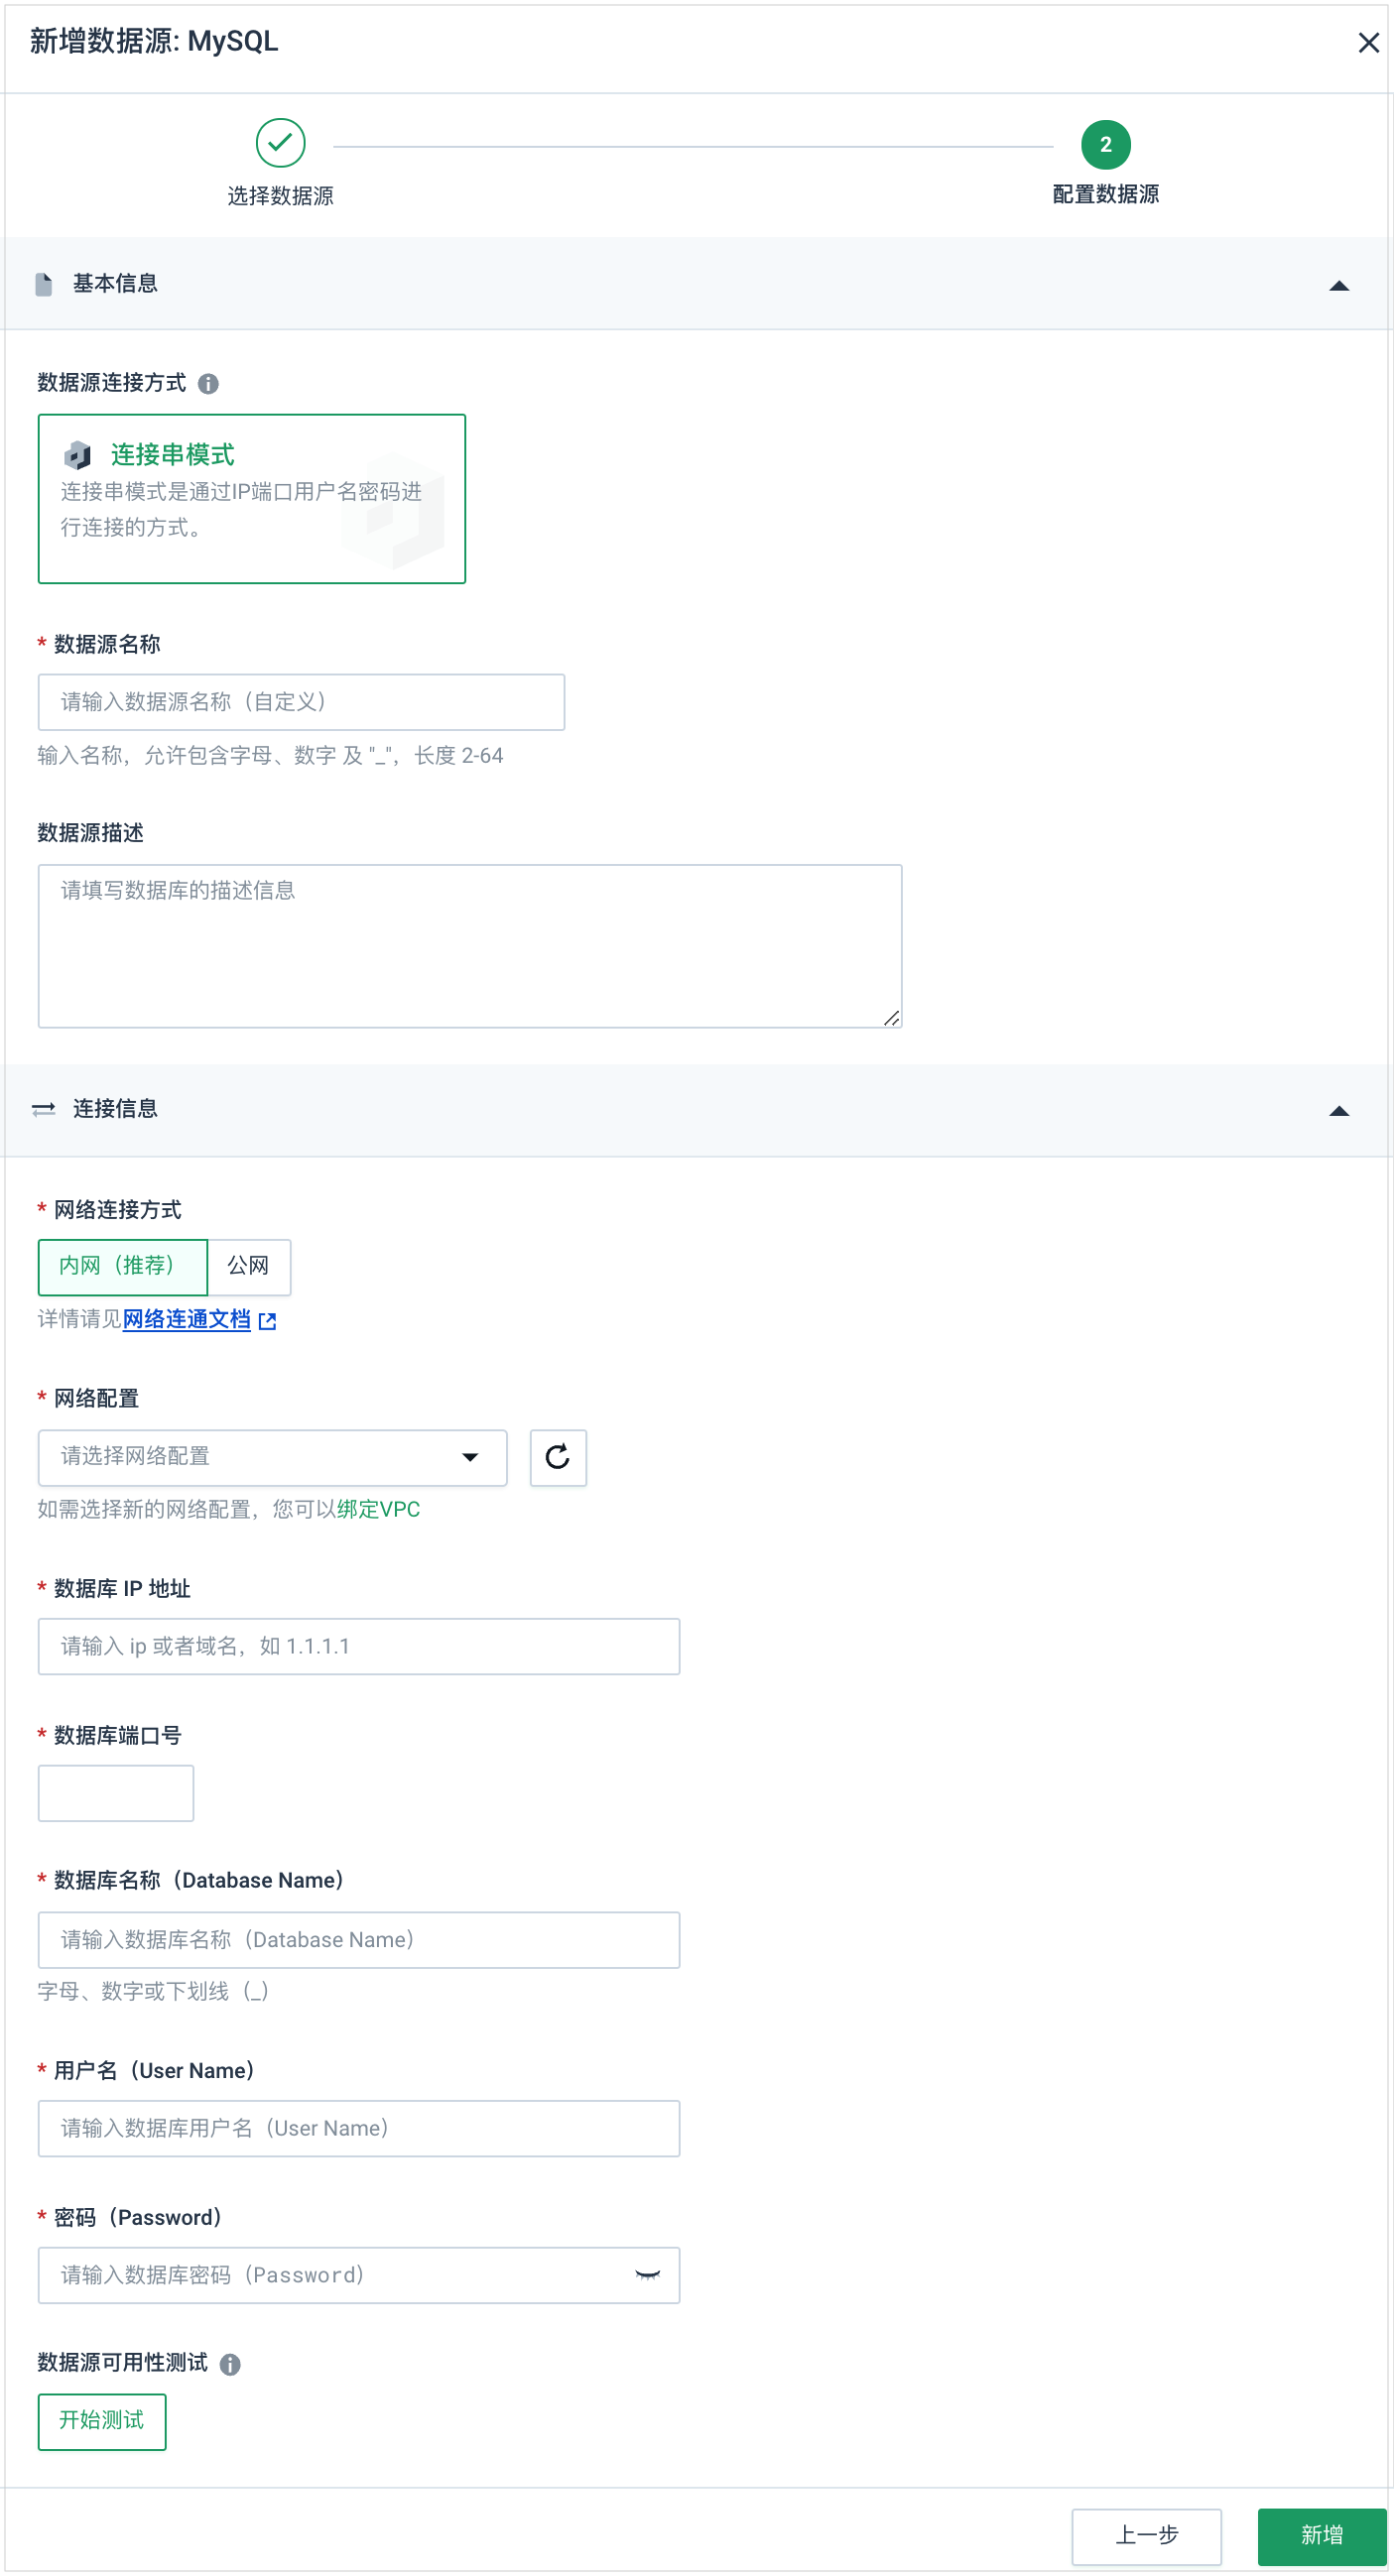 新增数据源: MySQL
2
选择数据源
配置数据源
基本信息
数据源连接方式
连接串模式
连接串模式是通过IP端口用户名密码进
行连接的方式。
* 数据源名称
请输入数据源名称（自定义）
输入名称，允许包含字母、数字 及 "_"，长度 2-64
数据源描述
请填写数据库的描述信息
连接信息
* 网络连接方式
内网（推荐） 公网
详情请见网络连通文档
* 网络配置
请选择网络配置
如需选择新的网络配置，您可以绑定VPC
* 数据库 IP 地址
请输入 ip 或者域名，如 1.1.1.1
* 数据库端口号
* 数据库名称（Database Name）
请输入数据库名称（Database Name）
字母、数字或下划线（_）
* 用户名（User Name）
请输入数据库用户名（User Name）
* 密码（Password）
请输入数据库密码（Password）
数据源可用性测试
开始测试
上一步 新增